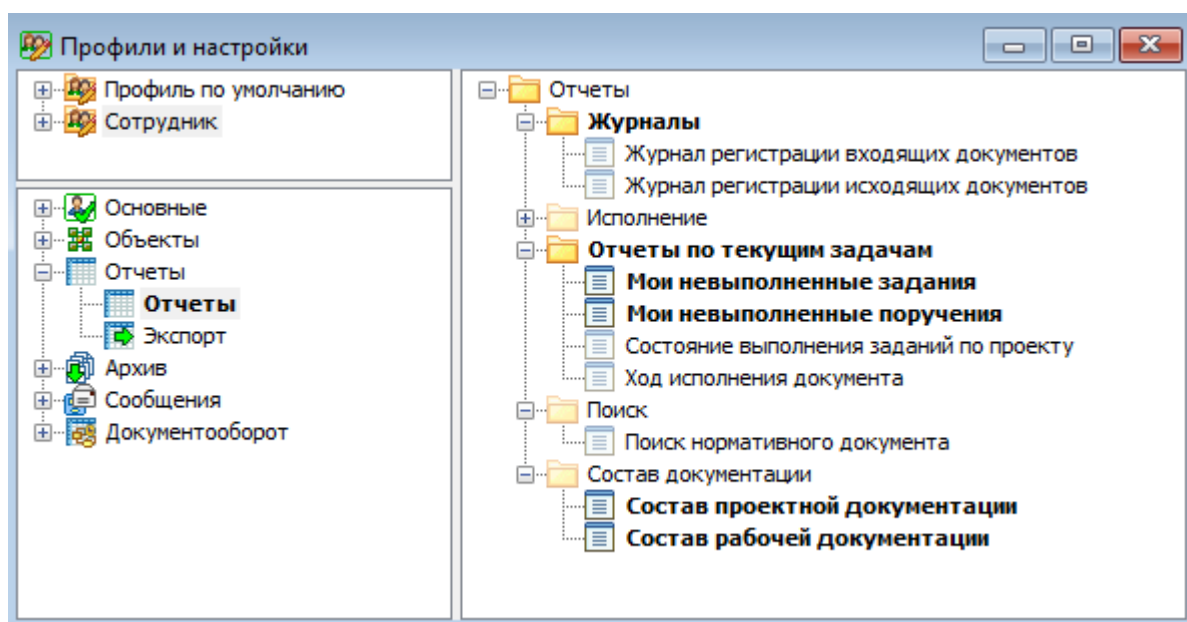 Профили и настройки
Профиль по умолчанию
Сотрудник
Основные
Объекты
Отчеты
Отчеты
Экспорт
Архив
Сообщения
Документооборот
Отчеты
Журналы
Журнал регистрации входящих документов
Журнал регистрации исходящих документов
Исполнение
Отчеты по текущим задачам
Мои невыполненные задания
Мои невыполненные поручения
Состояние выполнения заданий по проекту
Ход исполнения документа
Поиск
Поиск нормативного документа
Состав документации
Состав проектной документации
Состав рабочей документации